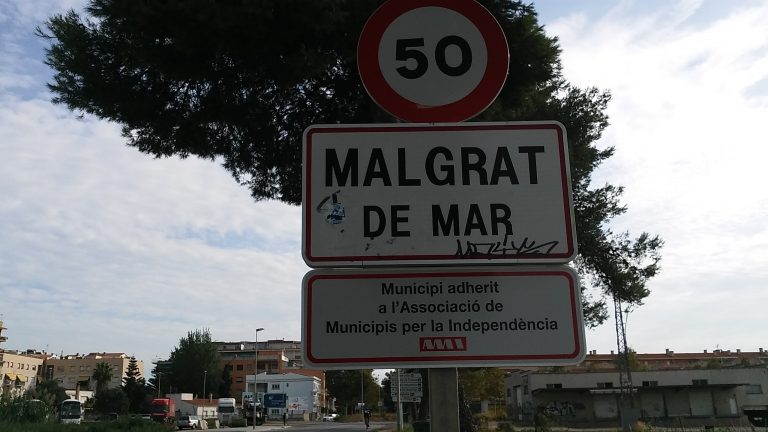 50
MALGRAT
DE MAR
Municipi adherit
a l'Associació de
Municipis per la Independència
AMI